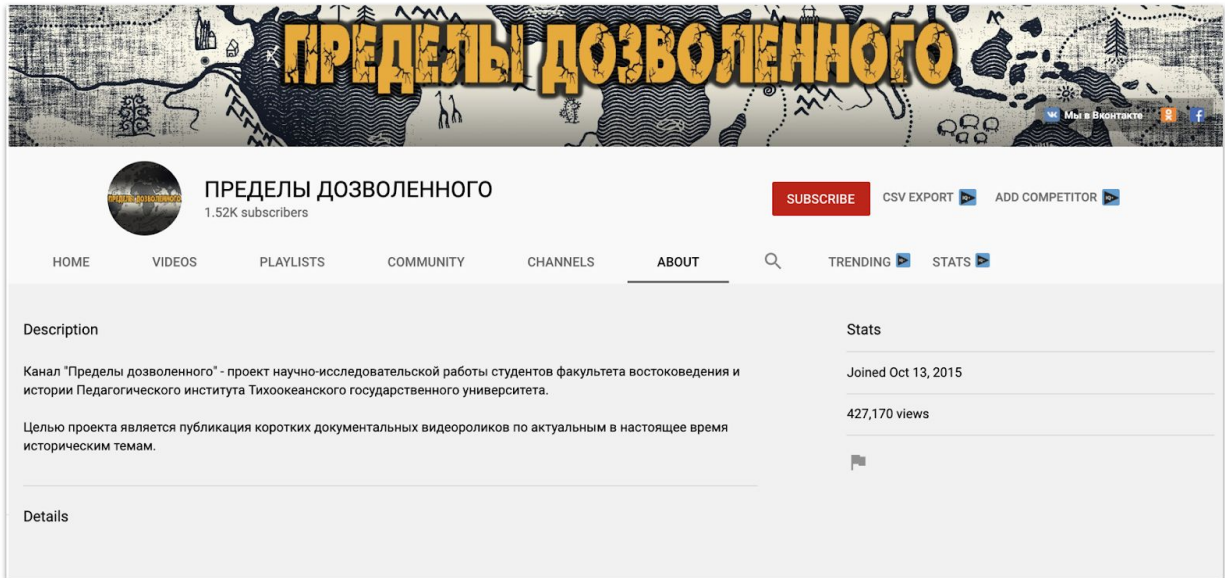 ПРЕДЕЛЫ ДОЗВОЛЕННОГО
Мы в Вконтакте
ПРЕДЕЛЫ ДОЗВОЛЕННОГО
ПРЕДЕЛЫ ДОЗВОЛЕННОГО
1.52K subscribers
SUBSCRIBE
CSV EXPORT
ADD COMPETITOR
HOME VIDEOS PLAYLISTS COMMUNITY CHANNELS ABOUT TRENDING STATS
Description
Канал "Пределы дозволенного" - проект научно-исследовательской работы студентов факультета востоковедения и
истории Педагогического института Тихоокеанского государственного университета.
Целью проекта является публикация коротких документальных видеороликов по актуальным в настоящее время
историческим темам.
Details
Stats
Joined Oct 13, 2015
427,170 views